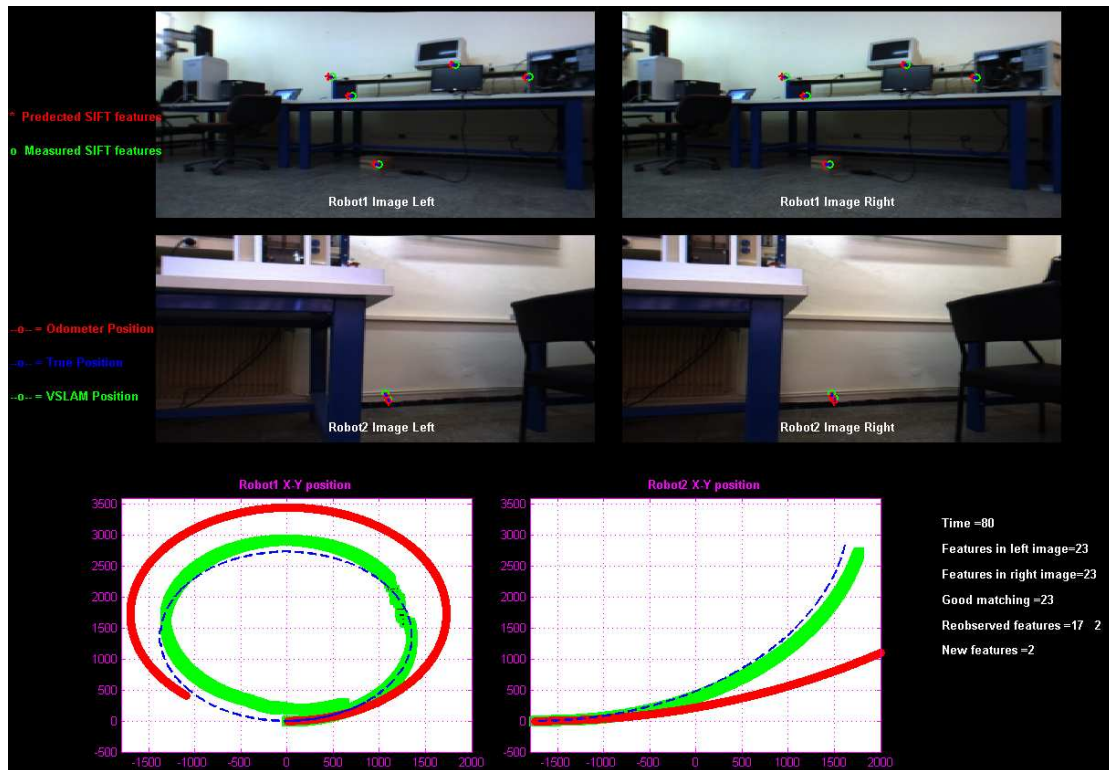 * Predected SIFT features
o Measured SIFT features
Robot1 Image Left
Robot1 Image Right
--o-- = Odometer Position
--o-- = True Position
--o-- = VSLAM Position
Robot2 Image Left
Robot2 Image Right
Robot1 X-Y position
3500
3000
2500
2000
1500
1000
500
0
-500
-1500 -1000 -500 0 500 1000 1500 2000
Robot2 X-Y position
3500
3000
2500
2000
1500
1000
500
0
-500
-1500 -1000 -500 0 500 1000 1500 2000
Time =80
Features in left image=23
Features in right image=23
Good matching =23
Reobserved features =17 2
New features =2